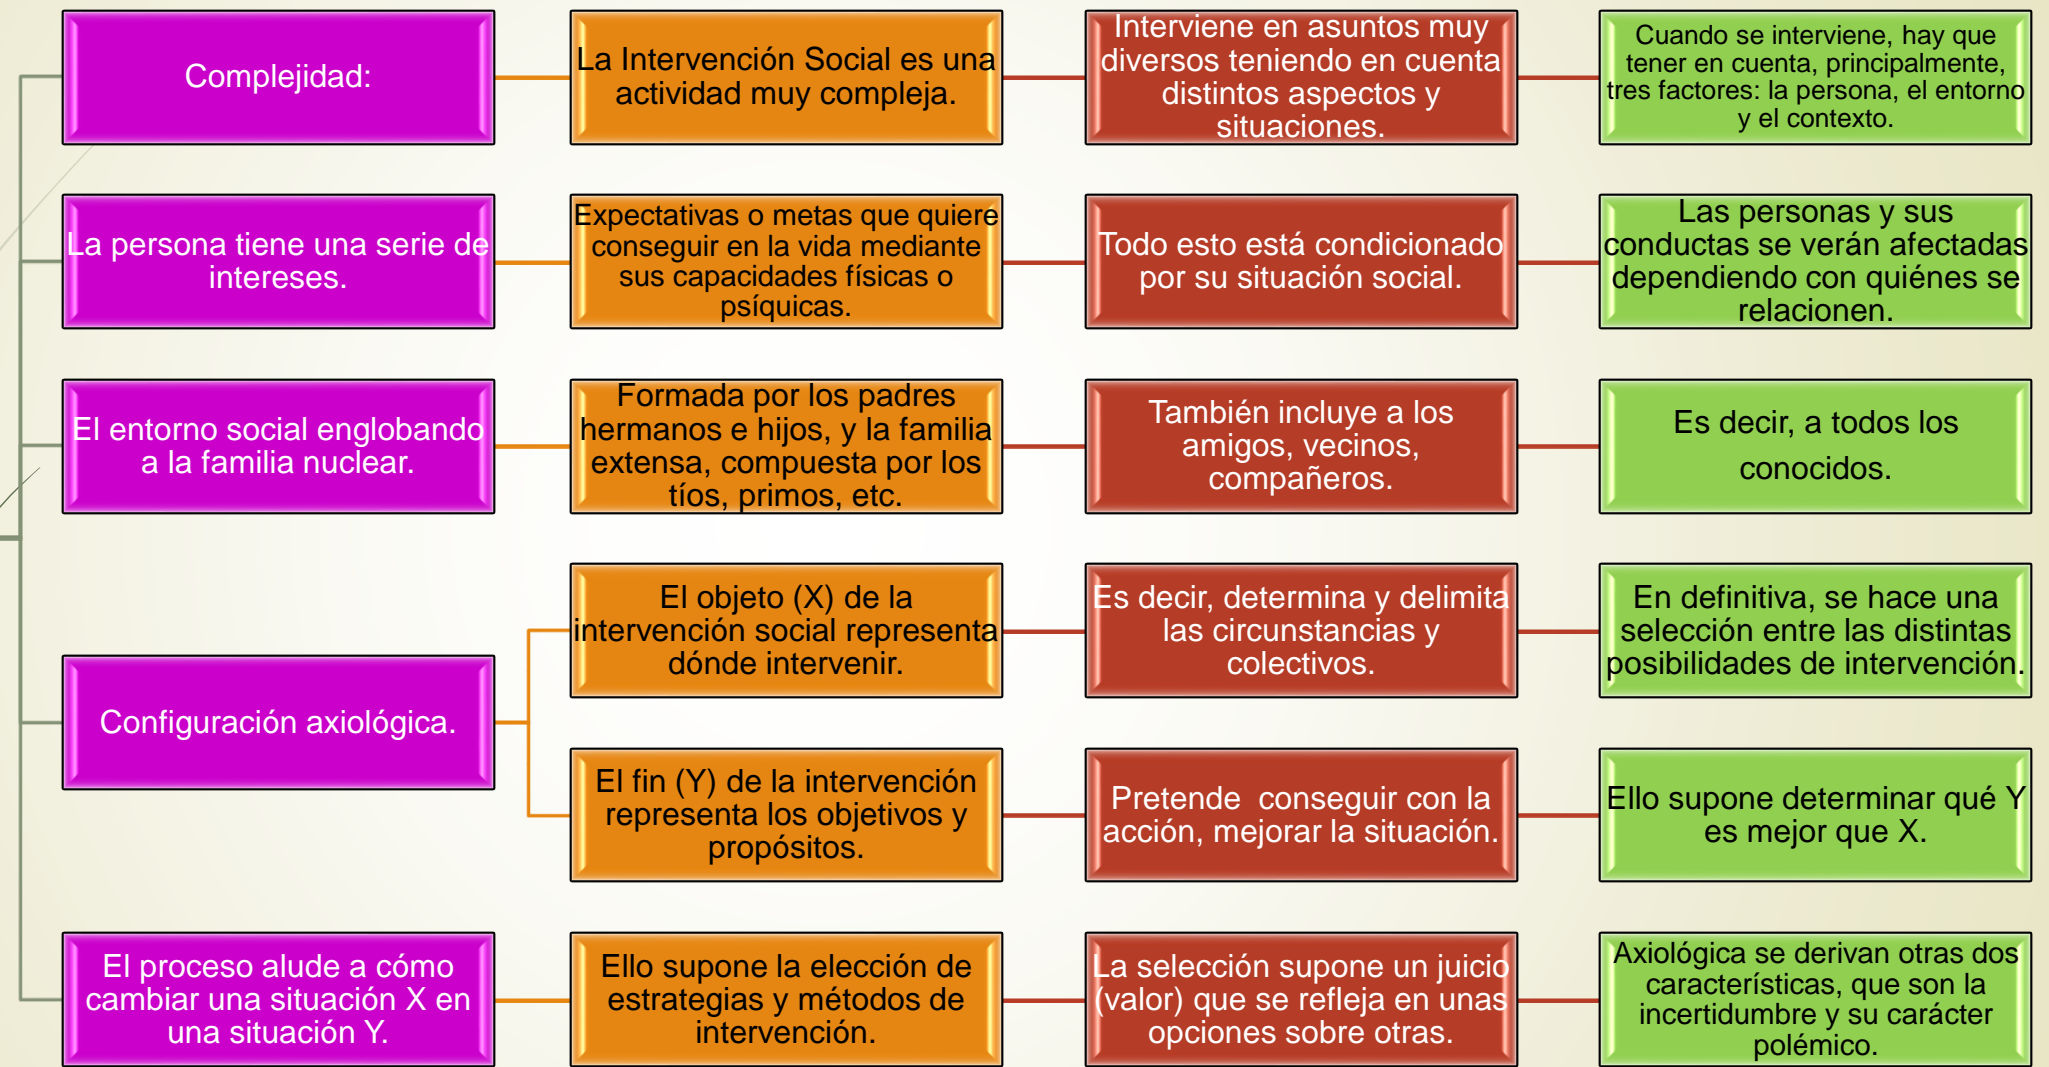 Complejidad:
La Intervención Social es una
actividad muy compleja.
Interviene en asuntos muy
diversos teniendo en cuenta
distintos aspectos y
situaciones.
Cuando se interviene, hay que
tener en cuenta, principalmente,
tres factores: la persona, el entorno
y el contexto.
La persona tiene una serie de
intereses.
Expectativas o metas que quiere
conseguir en la vida mediante
sus capacidades físicas o
psíquicas.
Todo esto está condicionado
por su situación social.
Las personas y sus
conductas se verán afectadas
dependiendo con quiénes se
relacionen.
El entorno social englobando
a la familia nuclear.
Formada por los padres
hermanos e hijos, y la familia
extensa, compuesta por los
tíos, primos, etc.
También incluye a los
amigos, vecinos,
compañeros.
Es decir, a todos los
conocidos.
Configuración axiológica.
El objeto (X) de la
intervención social representa
dónde intervenir.
Es decir, determina y delimita
las circunstancias y
colectivos.
En definitiva, se hace una
selección entre las distintas
posibilidades de intervención.
El fin (Y) de la intervención
representa los objetivos y
propósitos.
Pretende  conseguir con la
acción, mejorar la situación.
Ello supone determinar qué Y
es mejor que X.
El proceso alude a cómo
cambiar una situación X en
una situación Y.
Ello supone la elección de
estrategias y métodos de
intervención.
La selección supone un juicio
(valor) que se refleja en unas
opciones sobre otras.
Axiológica se derivan otras dos
características, que son la
incertidumbre y su carácter
polémico.